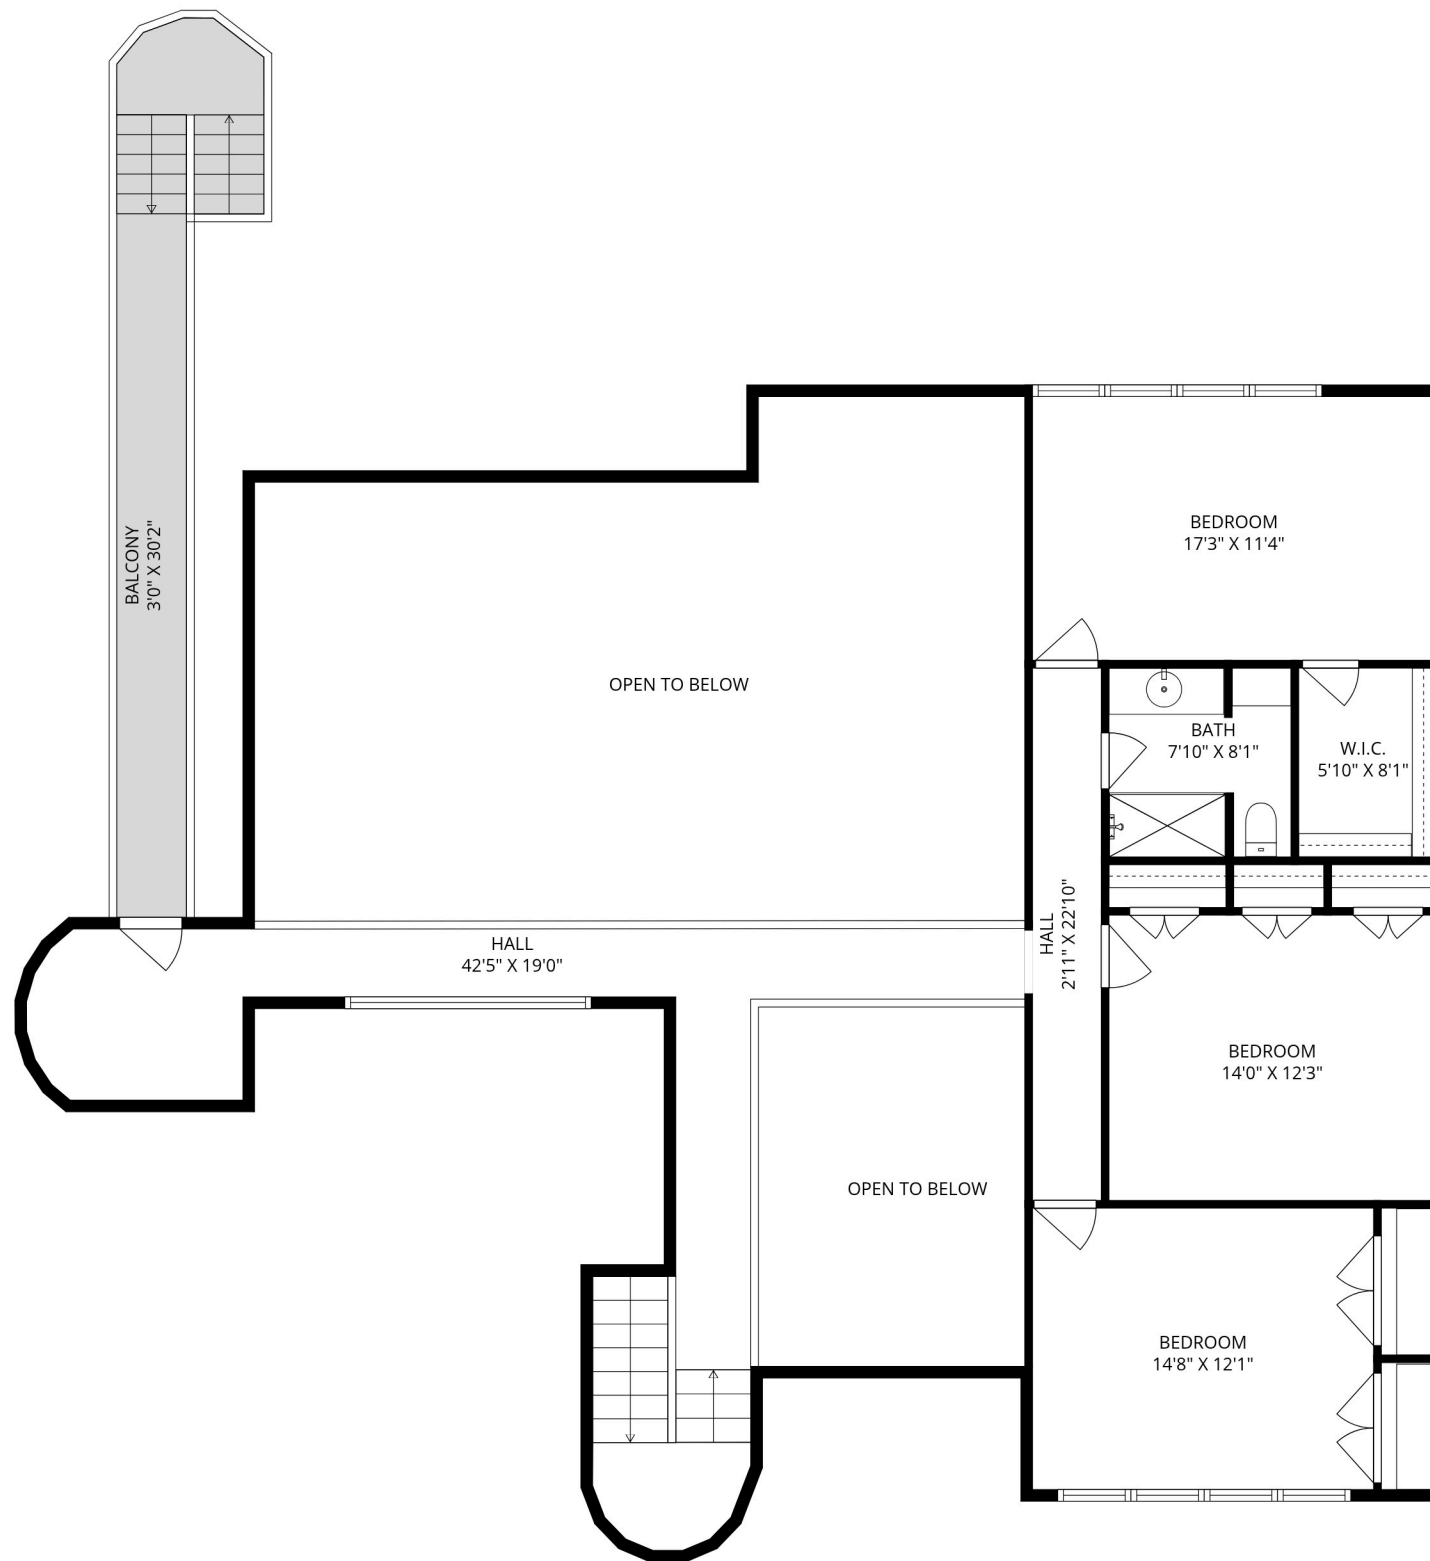 BALCONY
3'0" X 30'2"
BEDROOM
17'3" X 11'4"
OPEN TO BELOW
BATH
7'10" X 8'1"
W.I.C.
5'10" X 8'1"
HALL
42'5" X 19'0"
HALL
2'11" X 22'10"
BEDROOM
14'0" X 12'3"
OPEN TO BELOW
BEDROOM
14'8" X 12'1"